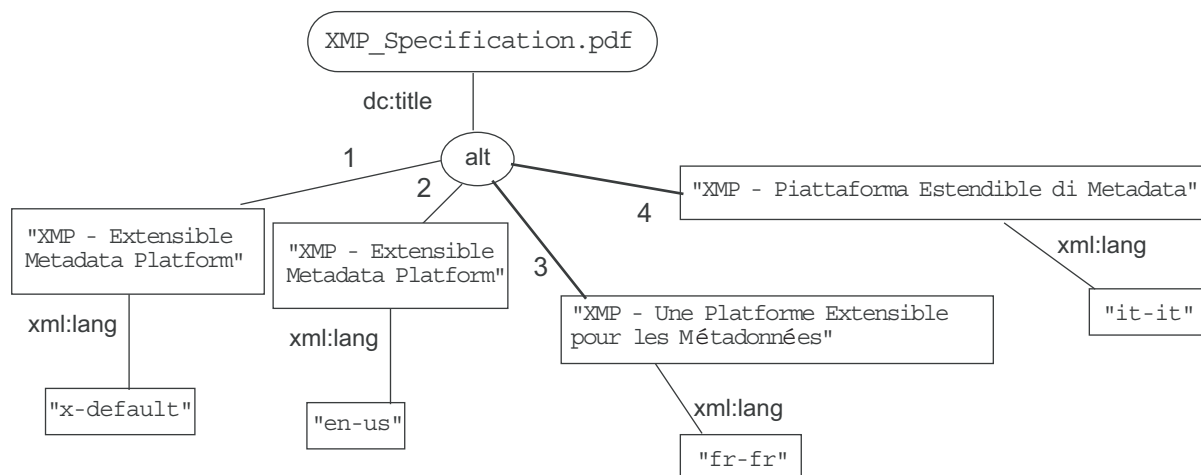 XMP_Specification.pdf
dc:title
alt
1
2
3
4
"XMP - Extensible
Metadata Platform"
xml:lang
"x-default"
"XMP - Extensible
Metadata Platform"
xml:lang
"en-us"
"XMP - Une Platforme Extensible
pour les Métadonnées"
xml:lang
"fr-fr"
"XMP - Piattaforma Estendible di Metadata"
xml:lang
"it-it"